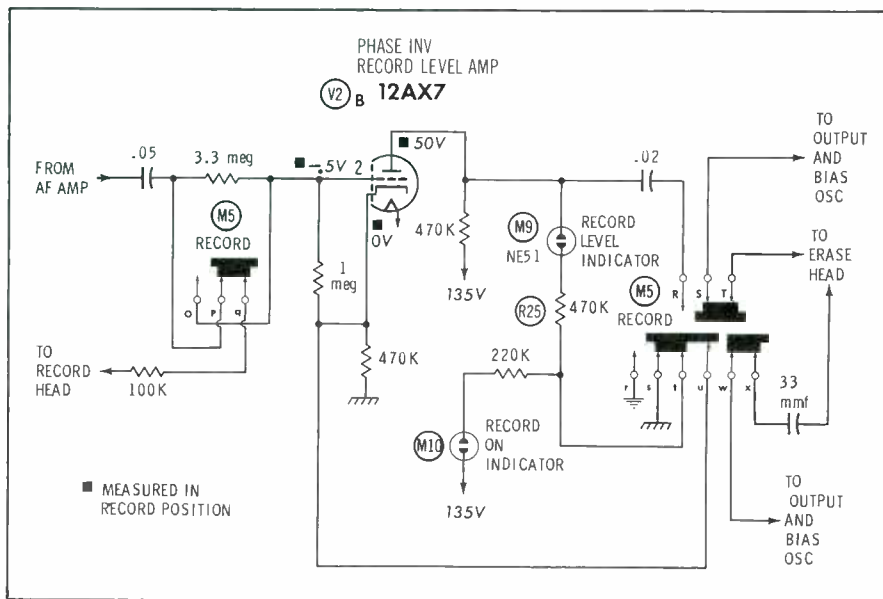 PHASE INV
RECORD LEVEL AMP
V2 B 12AX7
FROM
AF AMP
.05
3.3 meg
-.5V 2
■ 50V
■ 0V
M5
RECORD
O P q
1
meg
470K
TO
RECORD
HEAD
100K
■ MEASURED IN
RECORD POSITION
470K
135V
M9
NE51
RECORD
LEVEL
INDICATOR
R25
470K
220K
M10
RECORD
ON
INDICATOR
135V
.02
M5
RECORD
R S T
r s t u w x
33
mmf
TO
OUTPUT
AND
BIAS
OSC
TO
ERASE
HEAD
TO
OUTPUT
AND
BIAS
OSC